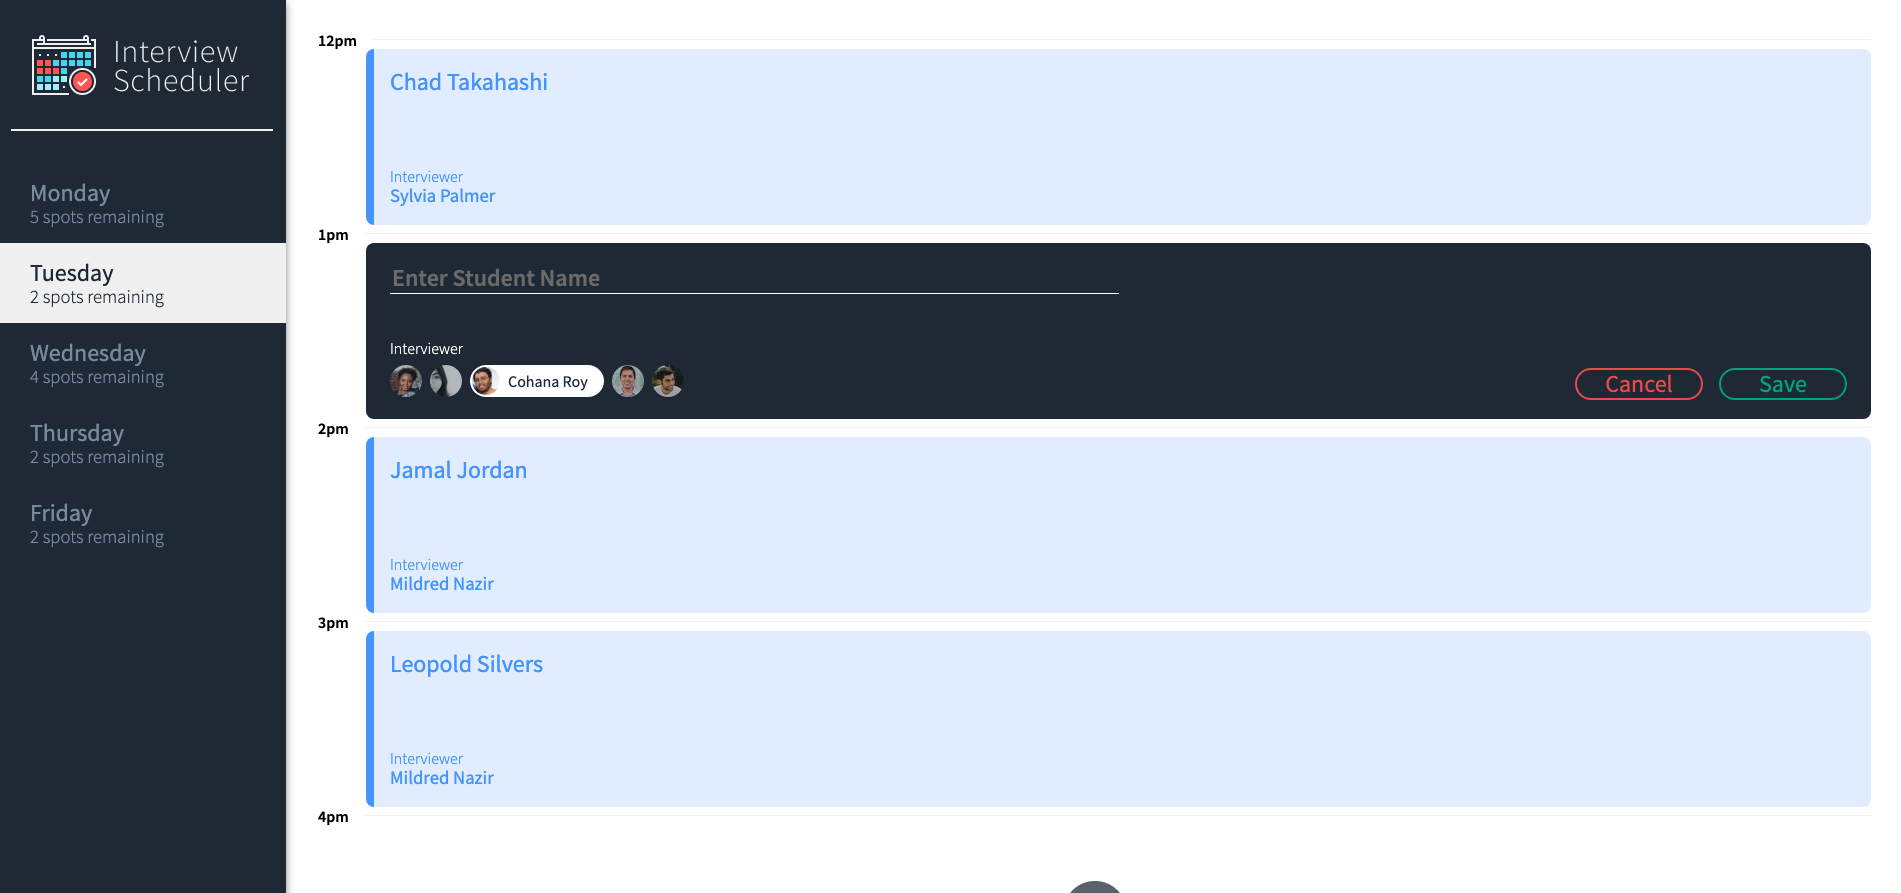 Interview
Scheduler
Monday
5 spots remaining
Tuesday
2 spots remaining
Wednesday
4 spots remaining
Thursday
2 spots remaining
Friday
2 spots remaining
12pm
Chad Takahashi
Interviewer
Sylvia Palmer
1pm
Enter Student Name
Interviewer
Cohana Roy
Cancel
Save
2pm
Jamal Jordan
Interviewer
Mildred Nazir
3pm
Leopold Silvers
Interviewer
Mildred Nazir
4pm